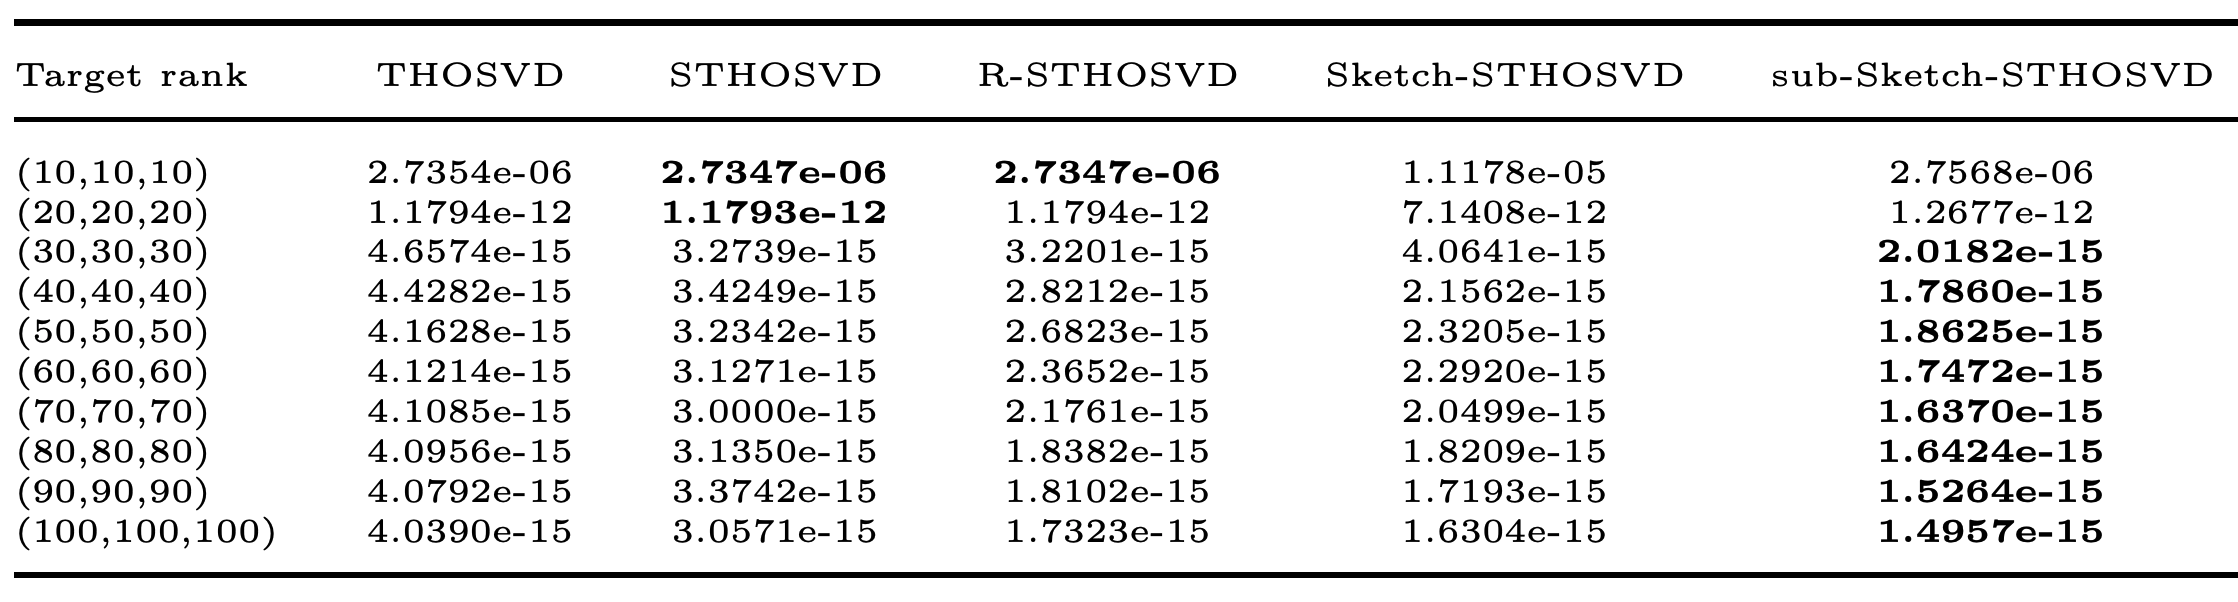 Target rank THOSVD STHOSVD R-STHOSVD Sketch-STHOSVD sub-Sketch-STHOSVD
(10,10,10) 2.7354e-06 2.7347e-06 2.7347e-06 1.1178e-05 2.7568e-06
(20,20,20) 1.1794e-12 1.1793e-12 1.1794e-12 7.1408e-12 1.2677e-12
(30,30,30) 4.6574e-15 3.2739e-15 3.2201e-15 4.0641e-15 2.0182e-15
(40,40,40) 4.4282e-15 3.4249e-15 2.8212e-15 2.1562e-15 1.7860e-15
(50,50,50) 4.1628e-15 3.2342e-15 2.6823e-15 2.3205e-15 1.8625e-15
(60,60,60) 4.1214e-15 3.1271e-15 2.3652e-15 2.2920e-15 1.7472e-15
(70,70,70) 4.1085e-15 3.0000e-15 2.1761e-15 2.0499e-15 1.6370e-15
(80,80,80) 4.0956e-15 3.1350e-15 1.8382e-15 1.8209e-15 1.6424e-15
(90,90,90) 4.0792e-15 3.3742e-15 1.8102e-15 1.7193e-15 1.5264e-15
(100,100,100) 4.0390e-15 3.0571e-15 1.7323e-15 1.6304e-15 1.4957e-15